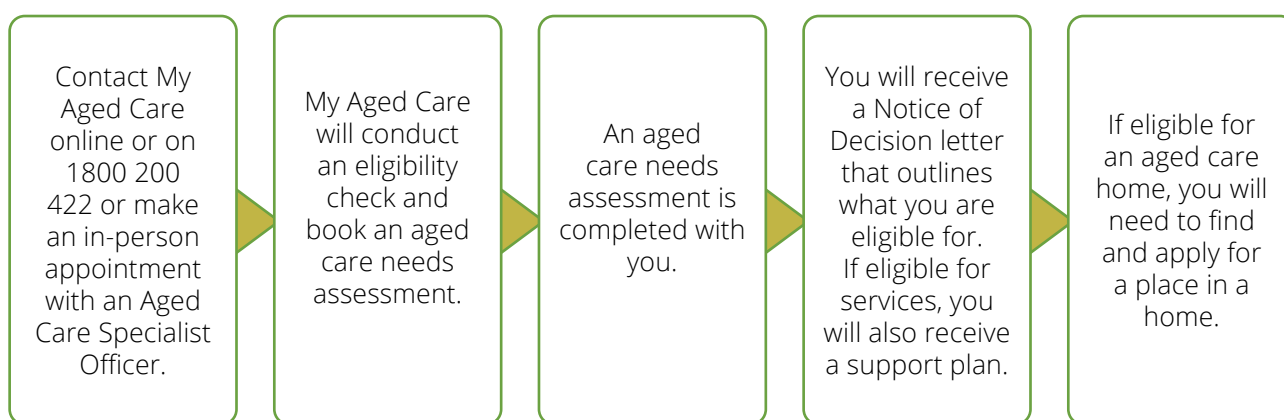 Contact My
Aged Care
online or on
1800 200
422 or make
an in-person
appointment
with an Aged
Care Specialist
Officer.
My Aged Care
will conduct
an eligibility
check and
book an aged
care needs
assessment.
An aged
care needs
assessment is
completed with
you.
You will receive
a Notice of
Decision letter
that outlines
what you are
eligible for.
If eligible for
services, you
will also receive
a support plan.
If eligible for
an aged care
home, you will
need to find
and apply for
a place in a
home.